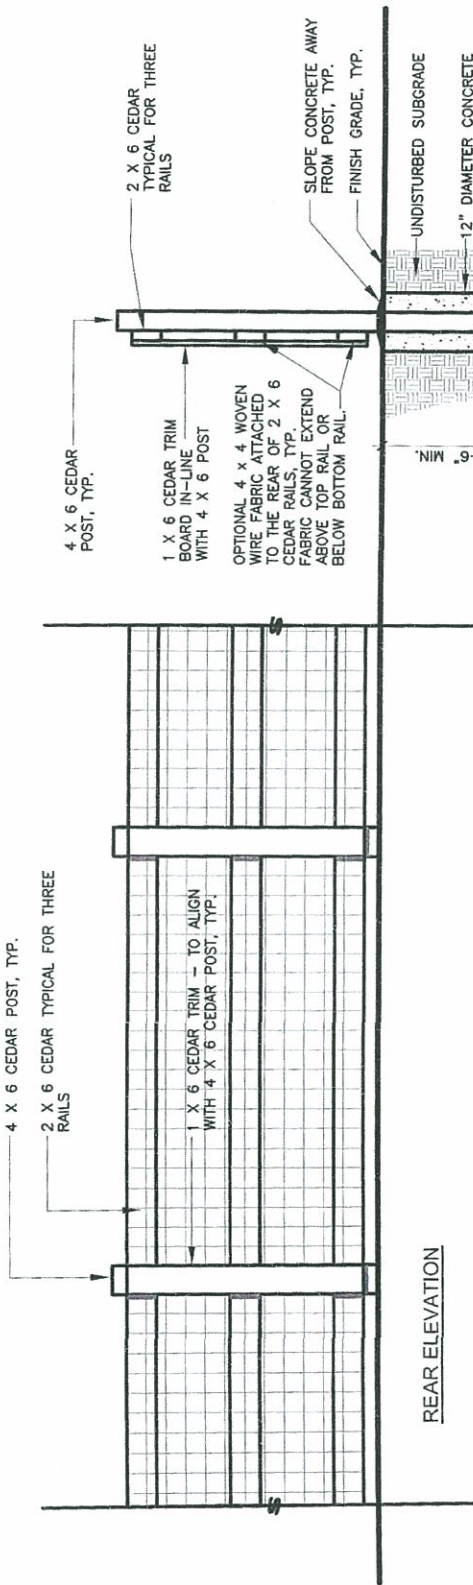 4 X 6 CEDAR POST, TYP.
2 X 6 CEDAR TYPICAL FOR THREE
RAILS
1 X 6 CEDAR TRIM - TO ALIGN
WITH 4 X 6 CEDAR POST, TYP.
REAR ELEVATION
4 X 6 CEDAR
POST, TYP.
1 X 6 CEDAR TRIM
BOARD IN-LINE
WITH 4 X 6 POST
OPTIONAL 4 x 4 WOVEN
WIRE FABRIC ATTACHED
TO THE REAR OF 2 X 6
CEDAR RAILS, TYP.
FABRIC CANNOT EXTEND
ABOVE TOP RAIL OR
BELOW BOTTOM RAIL.
2 X 6 CEDAR
TYPICAL FOR THREE
RAILS
SLOPE CONCRETE AWAY
FROM POST, TYP.
FINISH GRADE, TYP.
UNDISTURBED SUBGRADE
12" DIAMETER CONCRETE
6" MIN.